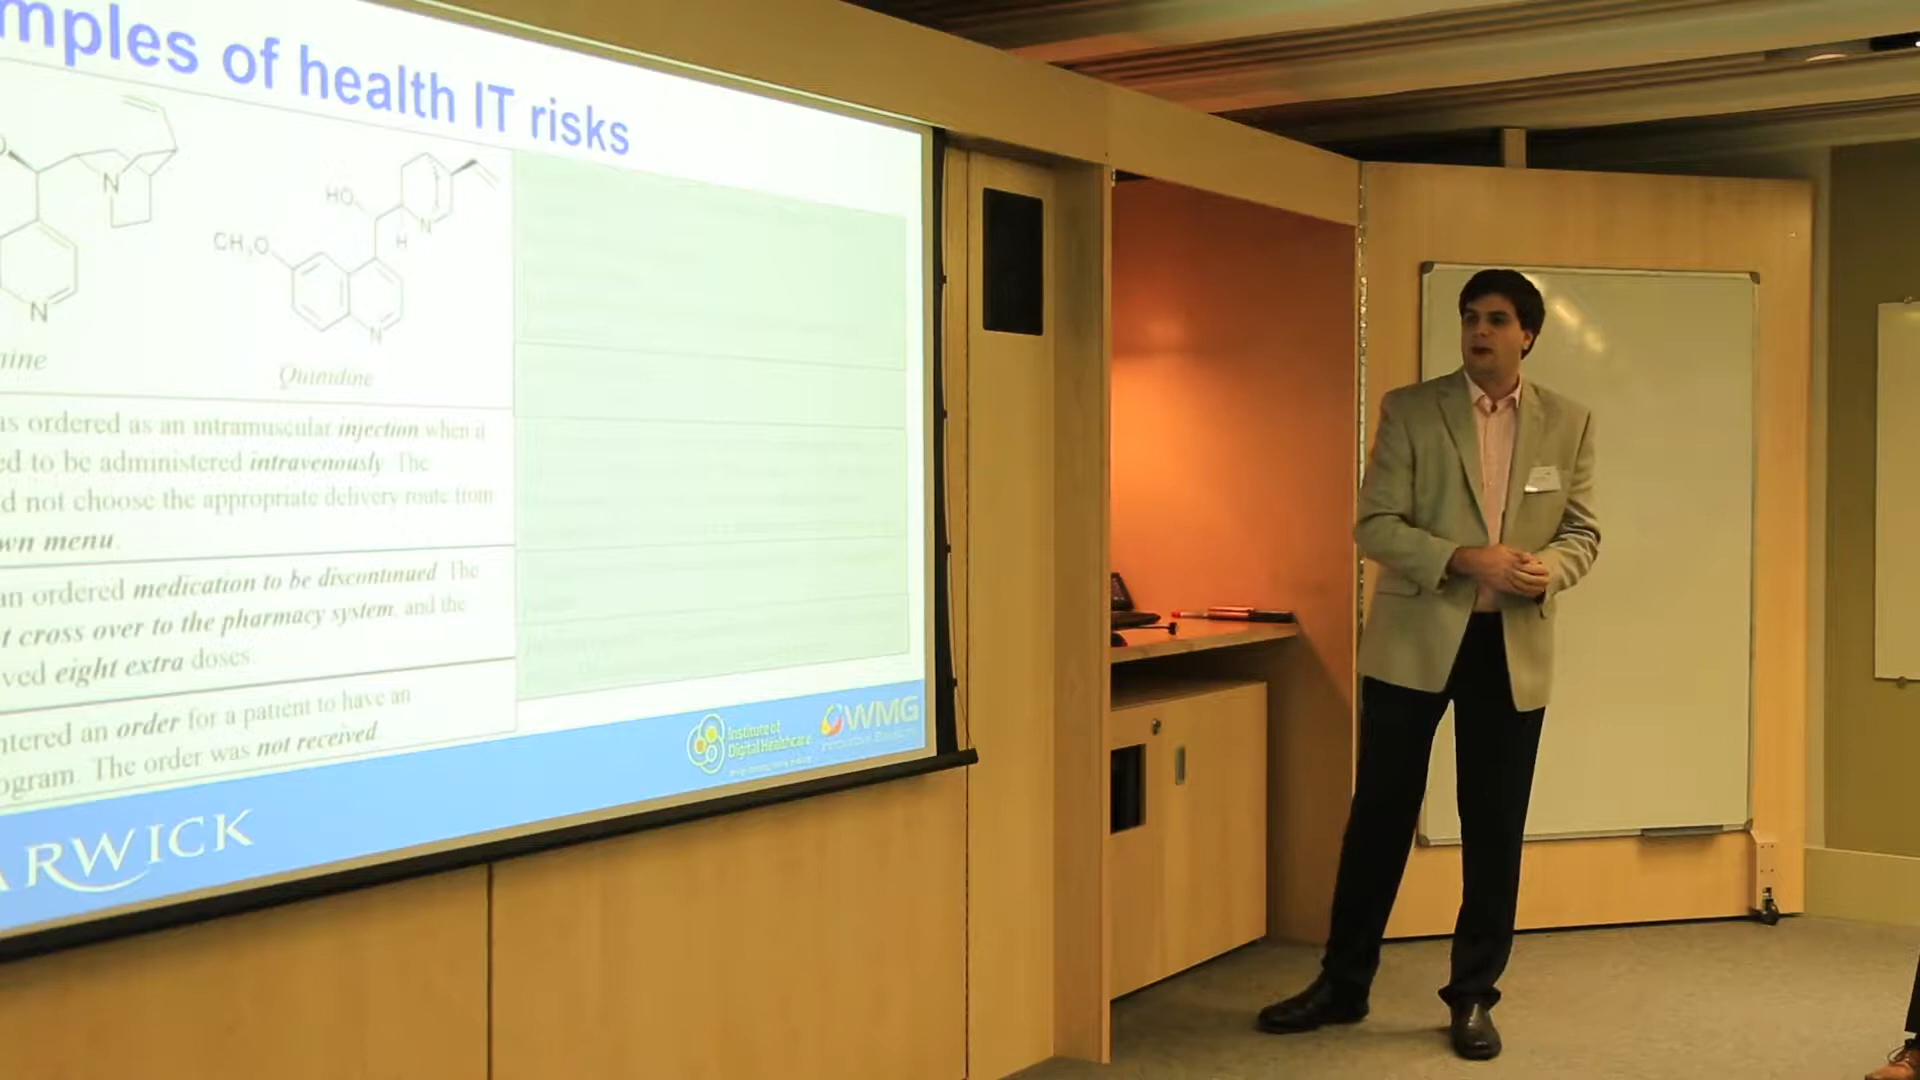 mples of health IT risks
N
N
HO
N
H
CH₃O
N
nine
Quinidine
as ordered as an intramuscular injection when it
ed to be administered intravenously. The
d not choose the appropriate delivery route from
wn menu.
an ordered medication to be discontinued. The
t cross over to the pharmacy system, and the
ved eight extra doses.
ntered an order for a patient to have an
ogram. The order was not received.
Institute of
Digital Healthcare
WMG
ARWICK